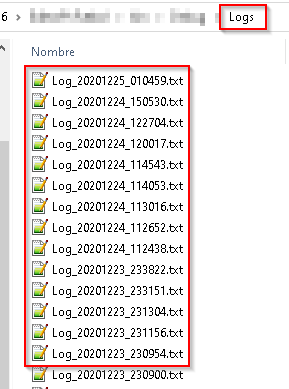 6 > Logs
Nombre
Log_20201225_010459.txt
Log_20201224_150530.txt
Log_20201224_122704.txt
Log_20201224_120017.txt
Log_20201224_114543.txt
Log_20201224_114053.txt
Log_20201224_113016.txt
Log_20201224_112652.txt
Log_20201224_112438.txt
Log_20201223_233822.txt
Log_20201223_233151.txt
Log_20201223_231304.txt
Log_20201223_231156.txt
Log_20201223_230954.txt
Log_20201223_230900.txt